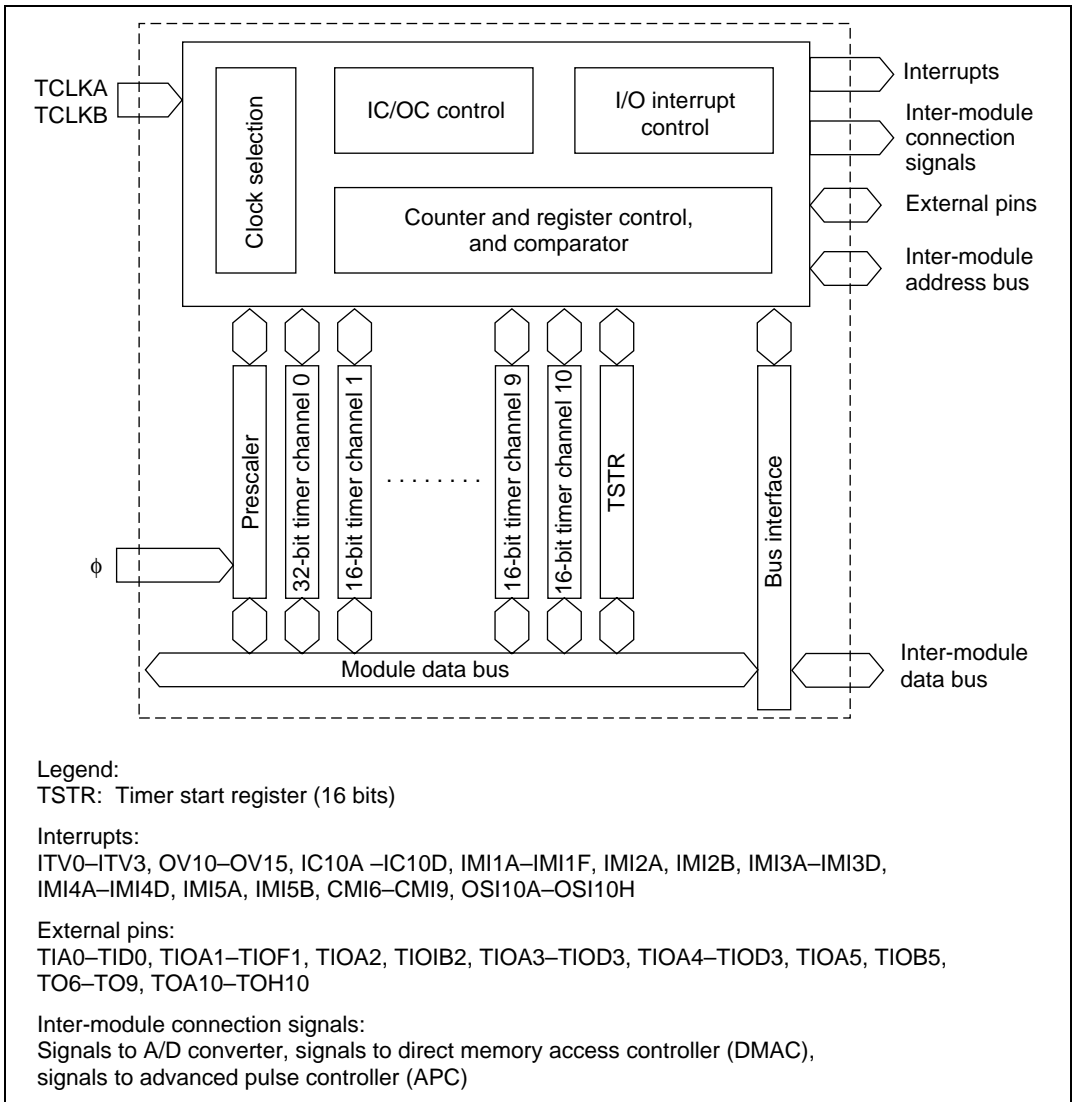 TCLKA
TCLKB
Clock selection
IC/OC control
I/O interrupt
control
Counter and register control,
and comparator
Interrupts
Inter-module
connection
signals
External pins
Inter-module
address bus
Prescaler
32-bit timer channel 0
16-bit timer channel 1
. . . . . . . .
16-bit timer channel 9
16-bit timer channel 10
TSTR
Bus interface
ϕ
Module data bus
Inter-module
data bus
Legend:
TSTR: Timer start register (16 bits)
Interrupts:
ITV0–ITV3, OV10–OV15, IC10A –IC10D, IMI1A–IMI1F, IMI2A, IMI2B, IMI3A–IMI3D,
IMI4A–IMI4D, IMI5A, IMI5B, CMI6–CMI9, OSI10A–OSI10H
External pins:
TIA0–TID0, TIOA1–TIOF1, TIOA2, TIOIB2, TIOA3–TIOD3, TIOA4–TIOD3, TIOA5, TIOB5,
TO6–TO9, TOA10–TOH10
Inter-module connection signals:
Signals to A/D converter, signals to direct memory access controller (DMAC),
signals to advanced pulse controller (APC)